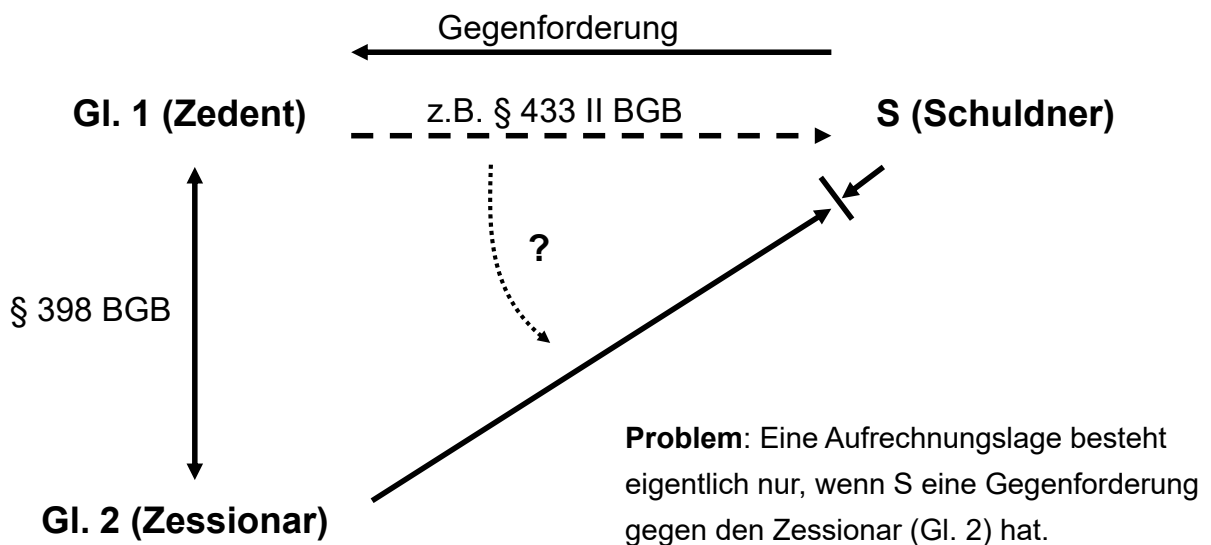 Gegenforderung
Gl. 1 (Zedent)
z.B. § 433 II BGB
S (Schuldner)
?
§ 398 BGB
Problem: Eine Aufrechnungslage besteht
eigentlich nur, wenn S eine Gegenforderung
gegen den Zessionar (Gl. 2) hat.
Gl. 2 (Zessionar)